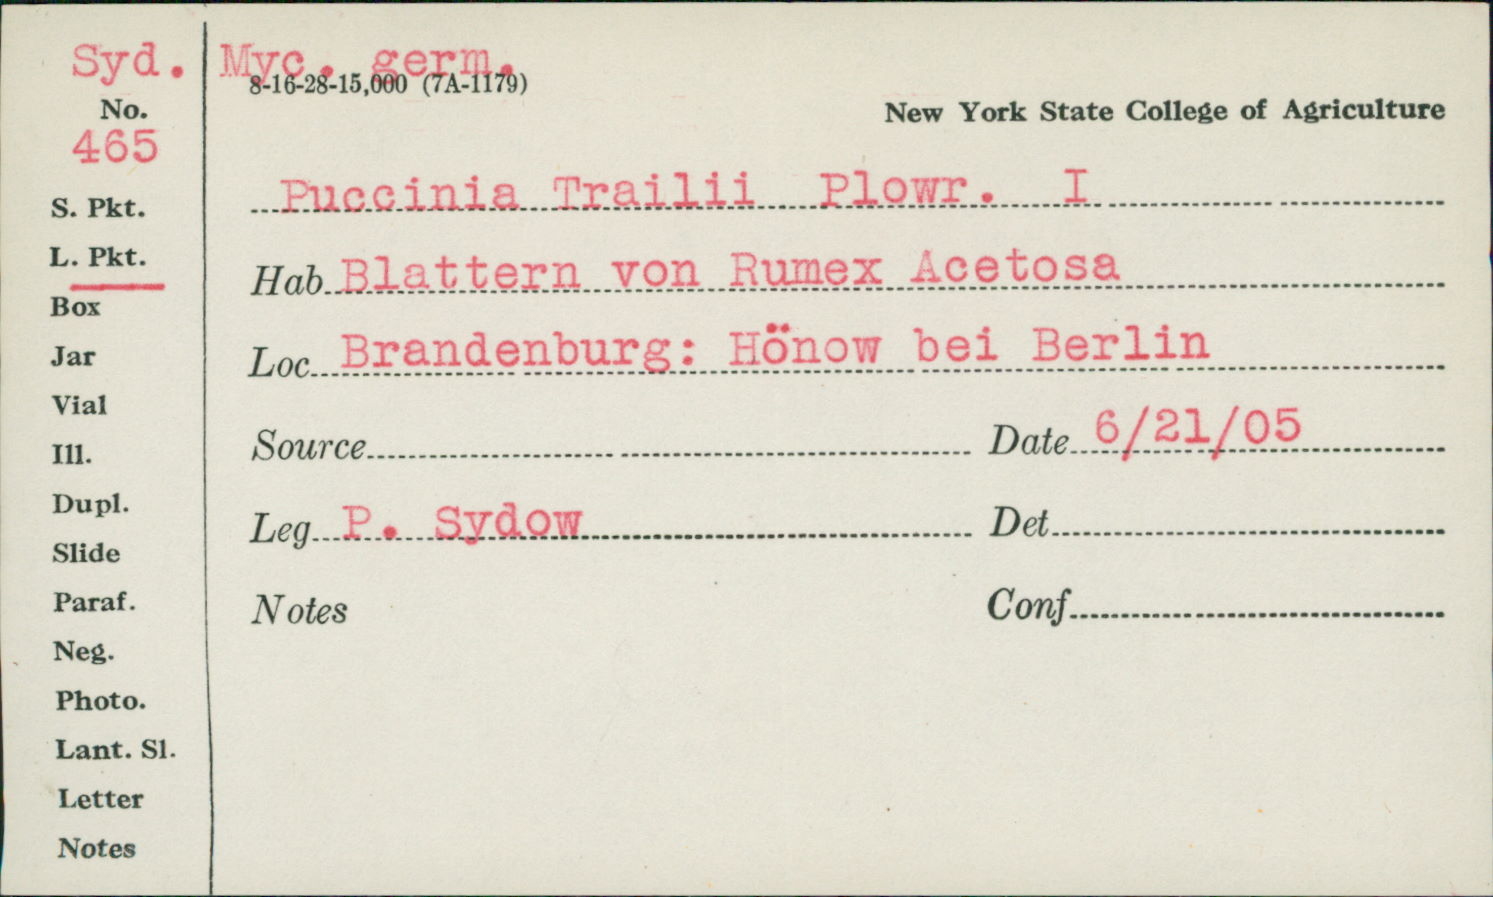 Syd. Myc. germ.
8-16-28-15,000 (7A-1179)
No.
New York State College of Agriculture
465
Puccinia Trailii Plowr. I
S. Pkt.
L. Pkt.
Hab Blattern von Rumex Acetosa
Box
Jar
Loc Brandenburg: Hönow bei Berlin
Vial
Ill.
Source Date 6/21/05
Dupl.
Leg P. Sydow Det
Slide
Paraf.
Notes Conf
Neg.
Photo.
Lant. Sl.
Letter
Notes